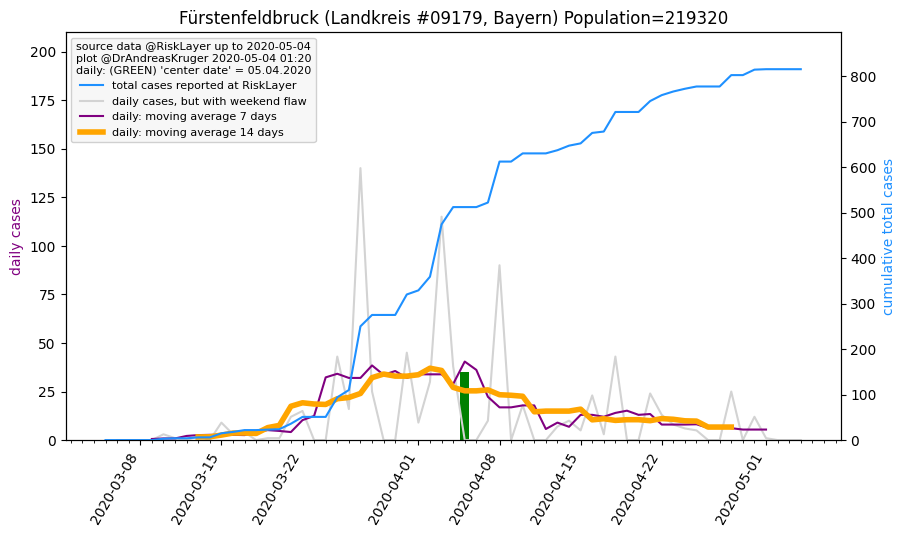 Fürstenfeldbruck (Landkreis #09179, Bayern) Population=219320
source data @RiskLayer up to 2020-05-04
plot @DrAndreasKruger 2020-05-04 01:20
daily: (GREEN) 'center date' = 05.04.2020
total cases reported at RiskLayer
daily cases, but with weekend flaw
daily: moving average 7 days
daily: moving average 14 days
daily cases
200
175
150
125
100
75
50
25
0
cumulative total cases
800
700
600
500
400
300
200
100
0
2020-03-08
2020-03-15
2020-03-22
2020-04-01
2020-04-08
2020-04-15
2020-04-22
2020-05-01